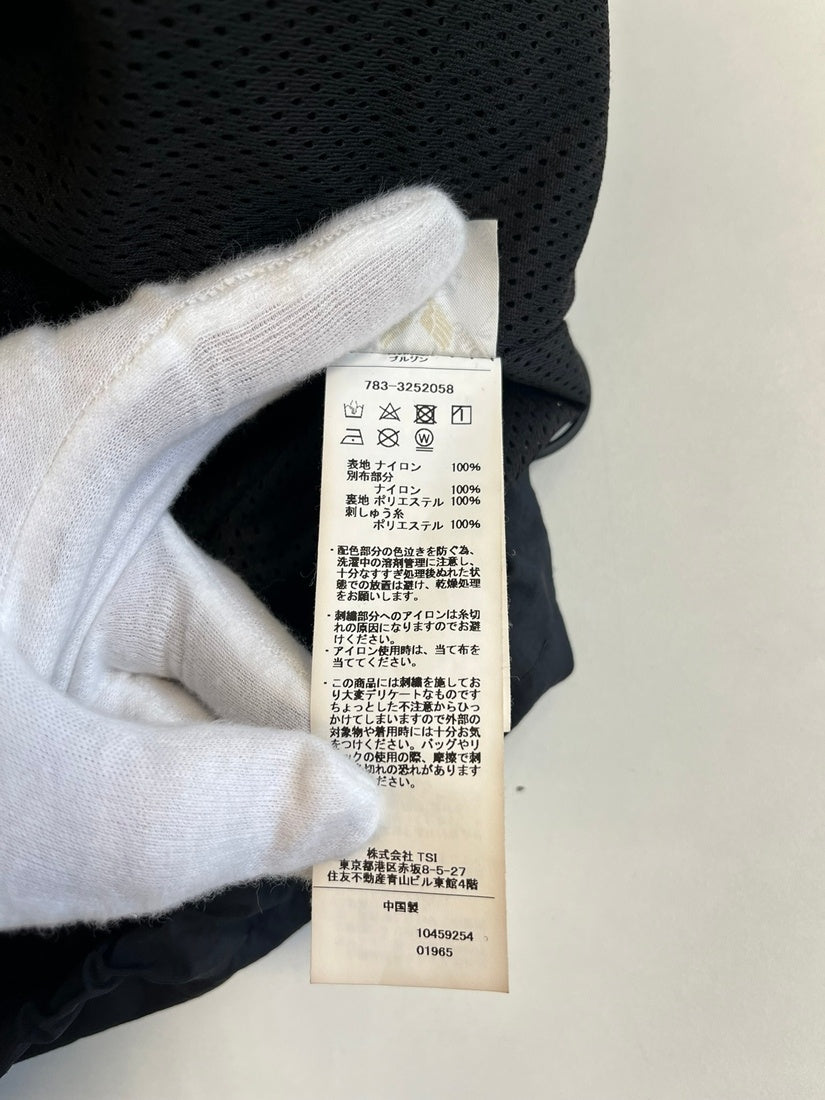 ブルゾン
783-3252058
W
表地 ナイロン 100%
別布部分
ナイロン 100%
裏地 ポリエステル 100%
刺しゅう糸
ポリエステル 100%
・配色部分の色泣きを防ぐ為、
洗濯中の溶剤管理に注意し、
十分なすすぎ処理後ぬれた状
態での放置は避け、乾燥処理
をお願いします。
・刺繍部分へのアイロンは糸切
れの原因になりますのでお避
けください。
・アイロン使用時は、当て布を
当ててください。
・この商品には刺繍を施してお
り大変デリケートなものです
ちょっとした不注意からひっ
かけてしまいますので外部の
対象物や着用時には十分お気
をつけください。バッグやリ
ックの使用の際、摩擦で刺
切れの恐れがあります
ださい。
株式会社 TSI
東京都港区赤坂8-5-27
住友不動産青山ビル東館4階
中国製
10459254
01965